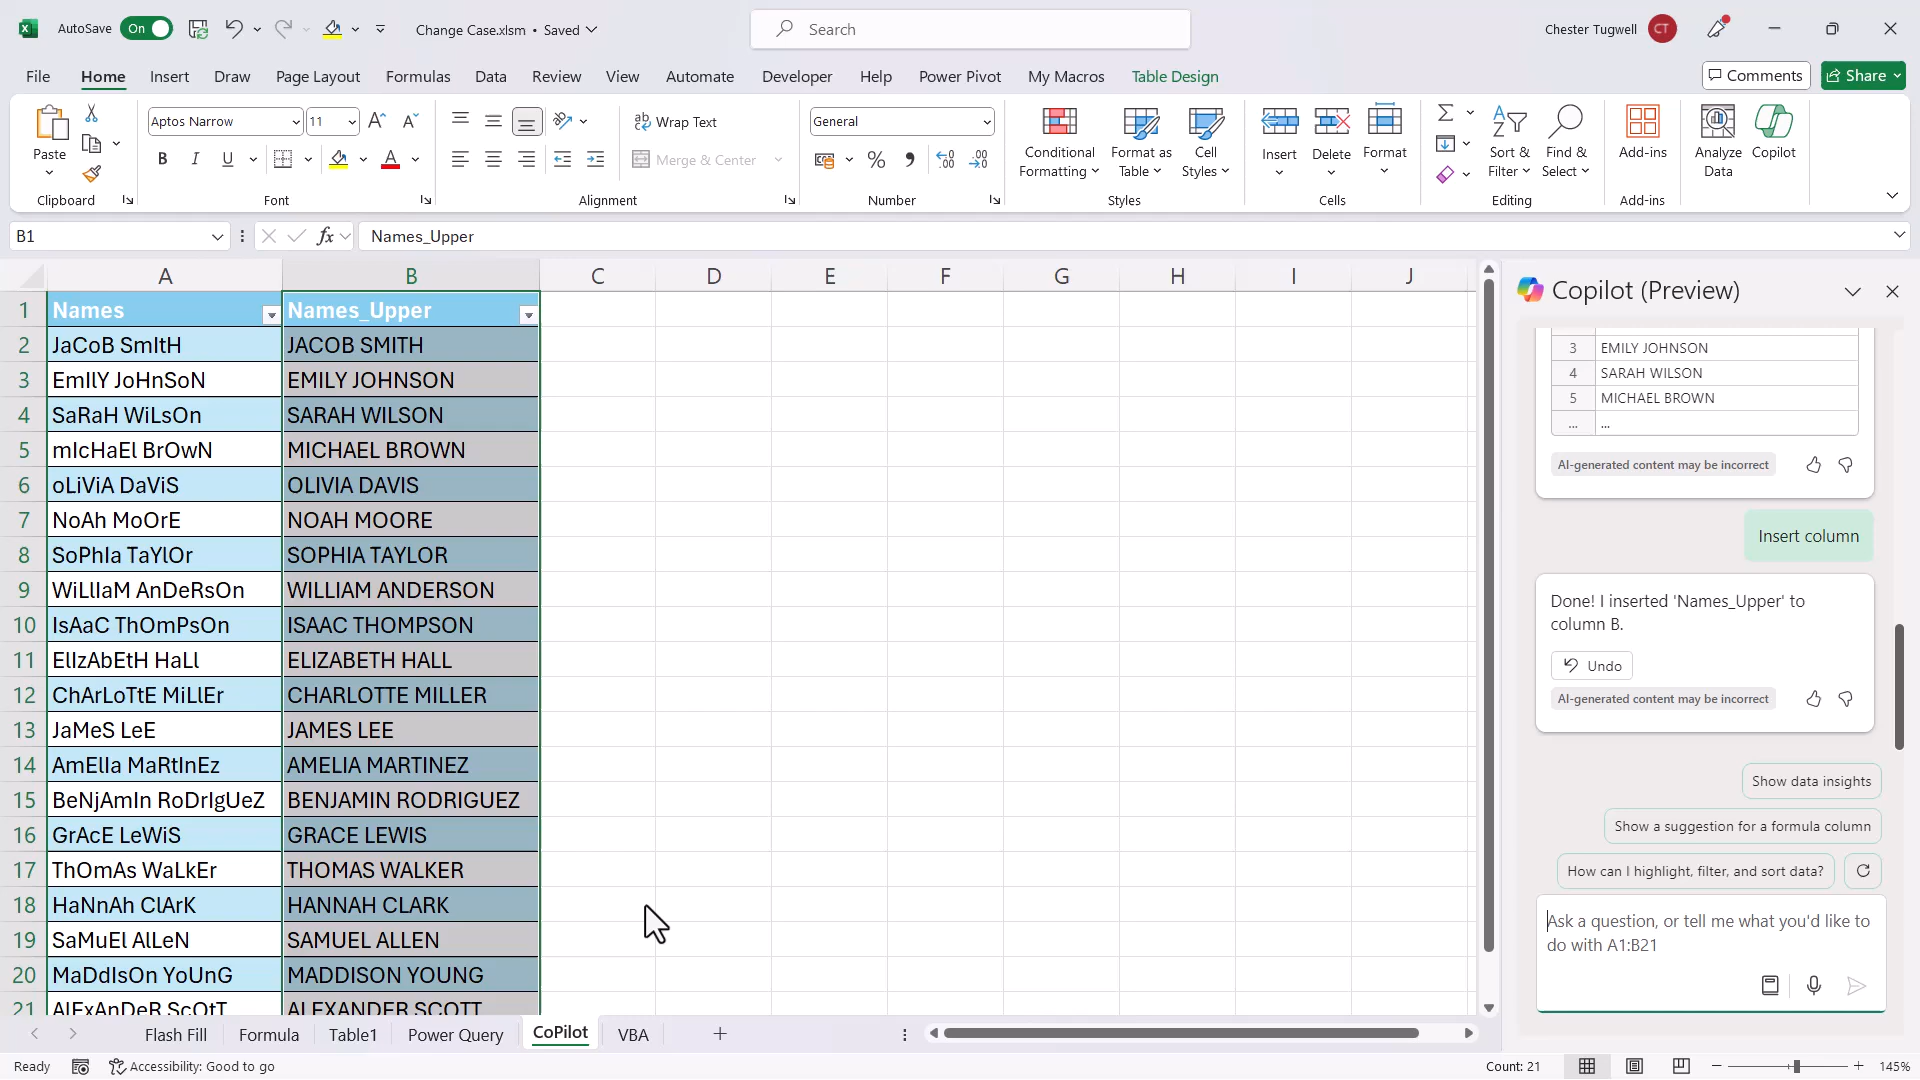 AutoSave On Change Case.xlsm • Saved Search Chester Tugwell CT
File Home Insert Draw Page Layout Formulas Data Review View Automate Developer Help Power Pivot My Macros Table Design Comments Share
Paste
Clipboard
Aptos Narrow 11
B I U
Font
Wrap Text
Merge & Center
Alignment
General
Number
Conditional Formatting
Format as Table
Cell Styles
Styles
Insert
Delete
Format
Cells
Sort & Filter
Find & Select
Editing
Add-ins
Add-ins
Analyze Data
Copilot
B1 fx Names_Upper
A B C D E F G H I J
1 Names Names_Upper
2 JaCoB SmItH JACOB SMITH
3 EmIlY JoHnSoN EMILY JOHNSON
4 SaRaH WiLsOn SARAH WILSON
5 mIcHaEl BrOwN MICHAEL BROWN
6 oLiViA DaViS OLIVIA DAVIS
7 NoAh MoOrE NOAH MOORE
8 SoPhIa TaYlOr SOPHIA TAYLOR
9 WiLlIaM AnDeRsOn WILLIAM ANDERSON
10 IsAaC ThOmPsOn ISAAC THOMPSON
11 ElIzAbEtH HaLl ELIZABETH HALL
12 ChArLoTtE MiLlEr CHARLOTTE MILLER
13 JaMeS LeE JAMES LEE
14 AmElIa MaRtInEz AMELIA MARTINEZ
15 BeNjAmIn RoDrIgUeZ BENJAMIN RODRIGUEZ
16 GrAcE LeWiS GRACE LEWIS
17 ThOmAs WaLkEr THOMAS WALKER
18 HaNnAh ClArK HANNAH CLARK
19 SaMuEl AlLeN SAMUEL ALLEN
20 MaDdIsOn YoUnG MADDISON YOUNG
21 AlExAnDeR ScOtT ALEXANDER SCOTT
Copilot (Preview)
3 EMILY JOHNSON
4 SARAH WILSON
5 MICHAEL BROWN
... ...
AI-generated content may be incorrect
Insert column
Done! I inserted 'Names_Upper' to
column B.
Undo
AI-generated content may be incorrect
Show data insights
Show a suggestion for a formula column
How can I highlight, filter, and sort data?
Ask a question, or tell me what you'd like to
do with A1:B21
Flash Fill Formula Table1 Power Query CoPilot VBA
Ready Accessibility: Good to go Count: 21 145%